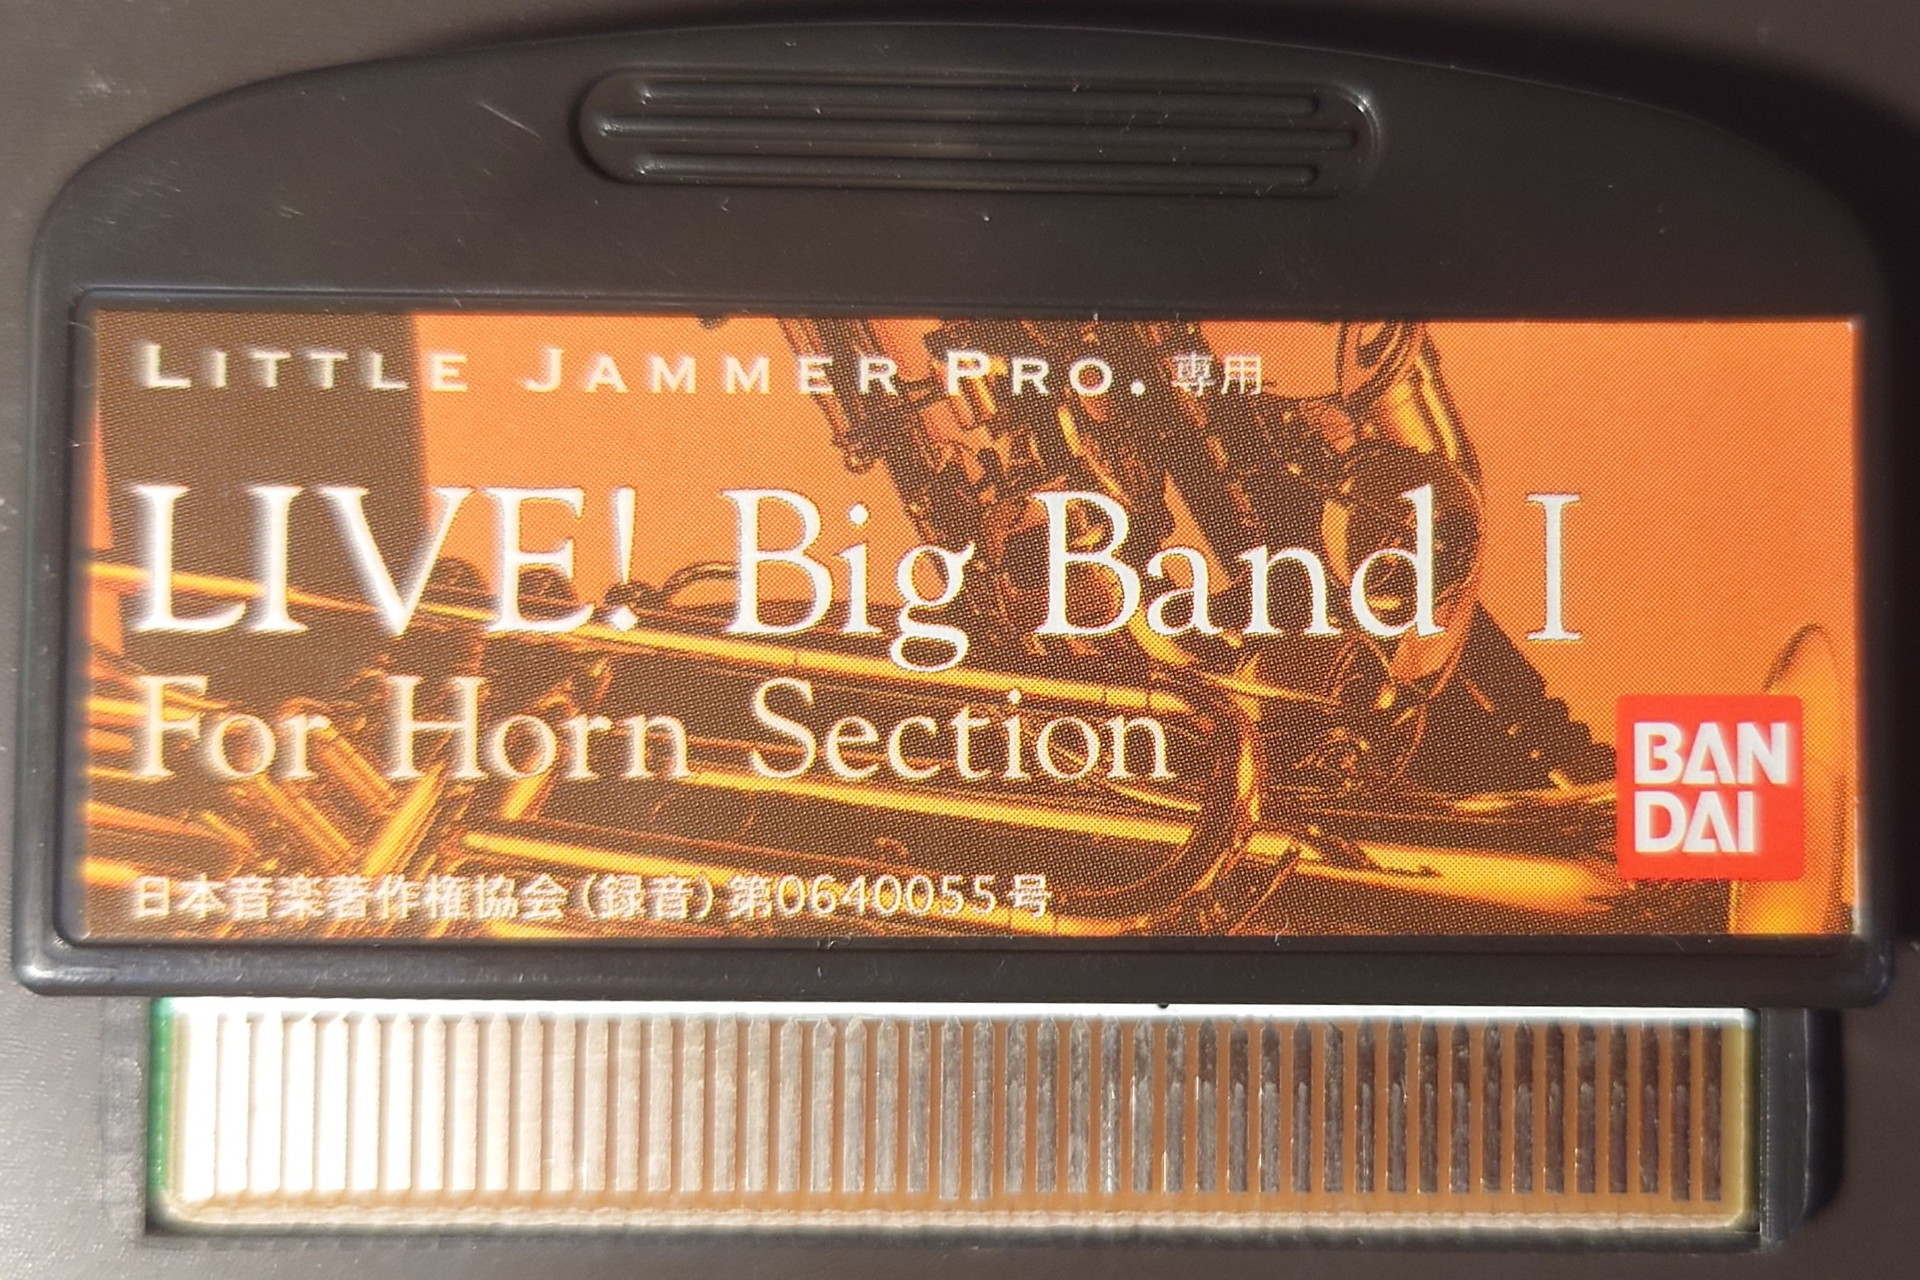 LITTLE JAMMER PRO. 専用
LIVE! Big Band I
For Horn Section
BAN
DAI
日本音楽著作権協会(録音)第0640055号